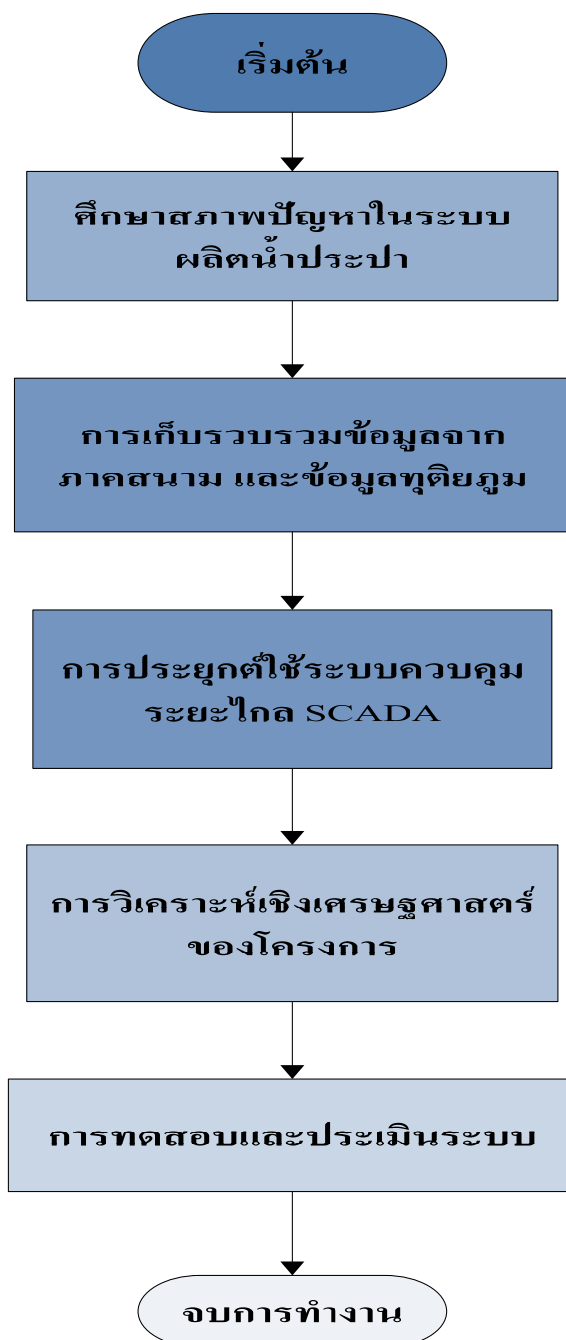 เริ่มต้น
ศึกษาสภาพปัญหาในระบบ
ผลิตน้ำประปา
การเก็บรวบรวมข้อมูลจาก
ภาคสนาม และข้อมูลทุติยภูม
การประยุกต์ใช้ระบบควบคุม
ระยะไกล SCADA
การวิเคราะห์เชิงเศรษฐศาสตร์
ของโครงการ
การทดสอบและประเมินระบบ
จบการทำงาน